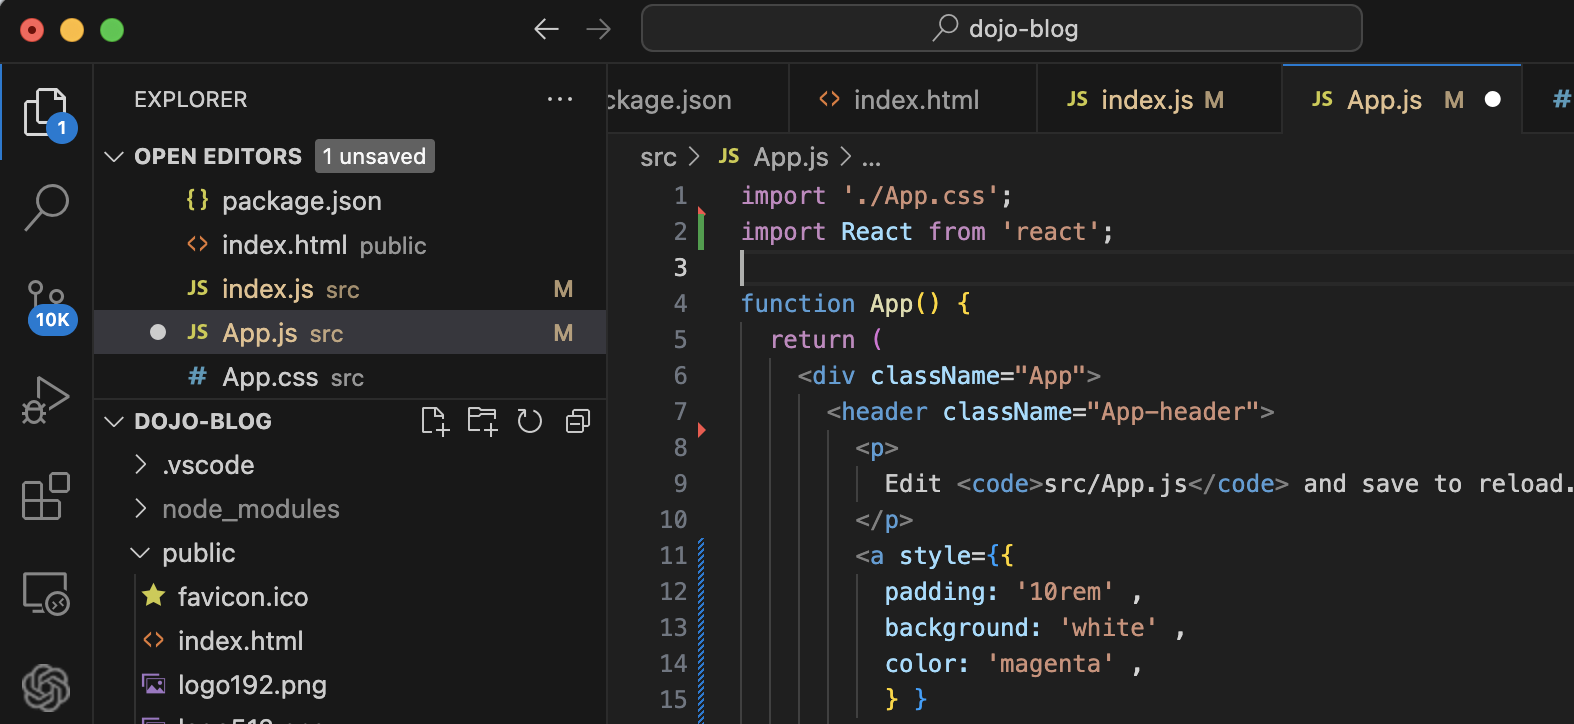 dojo-blog
EXPLORER
OPEN EDITORS 1 unsaved
{} package.json
<> index.html public
JS index.js src M
JS App.js src M
# App.css src
DOJO-BLOG
.vscode
node_modules
public
favicon.ico
<> index.html
logo192.png
1
10K
ckage.json
<> index.html
JS index.js M
JS App.js M
#
src > JS App.js > ...
1 import './App.css';
2 import React from 'react';
3
4 function App() {
5 return (
6 <div className="App">
7 <header className="App-header">
8 <p>
9 Edit <code>src/App.js</code> and save to reload.
10 </p>
11 <a style={{
12 padding: '10rem' ,
13 background: 'white' ,
14 color: 'magenta' ,
15 } }